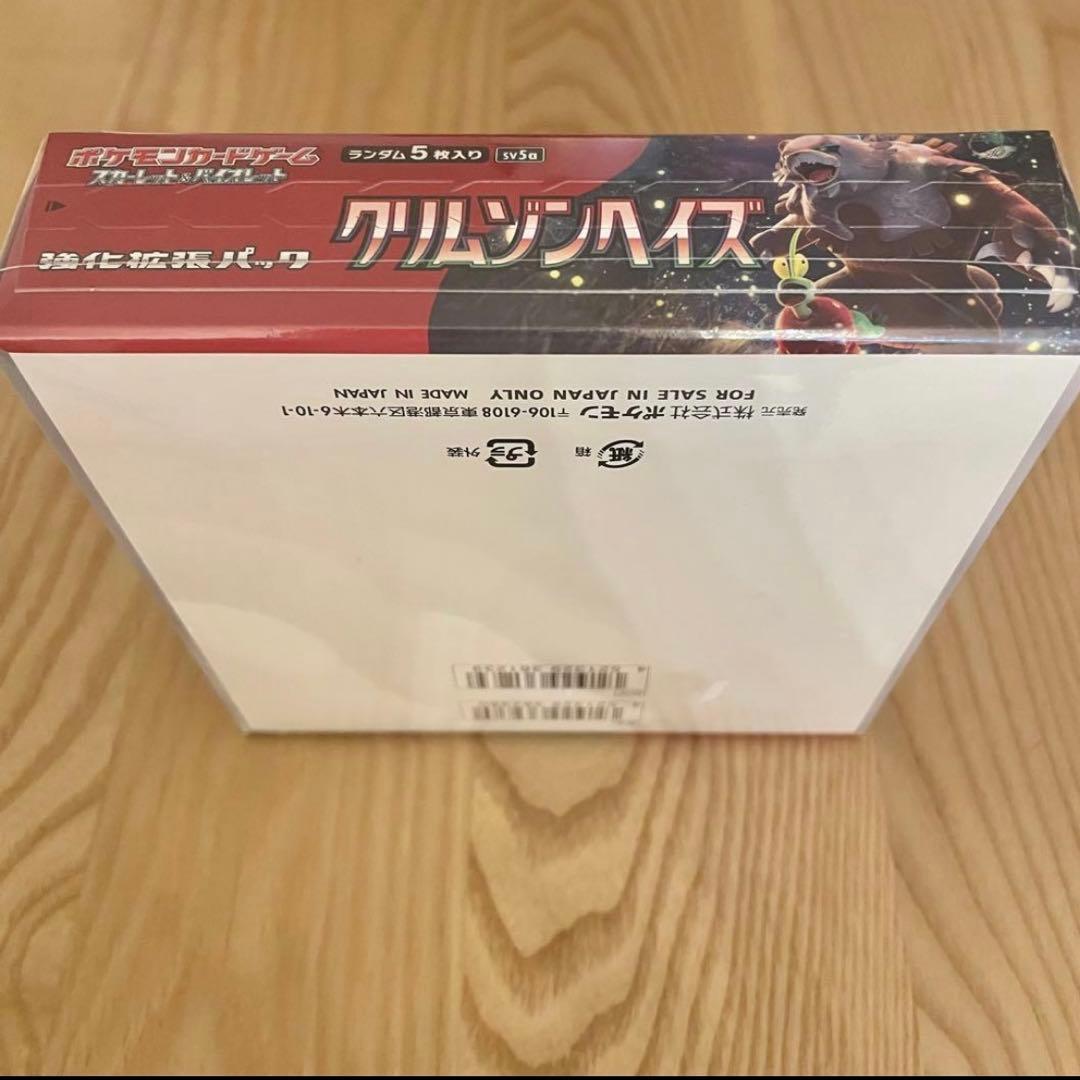 ポケモンカードゲーム
スカーレット&バイオレット
ランダム5枚入り sv5a
強化拡張パック
クリムゾンヘイズ
FOR SALE IN JAPAN ONLY MADE IN JAPAN
発売元 株式会社ポケモン 〒106-6108 東京都港区六本木6-10-1
紙 箱 プラ 外装